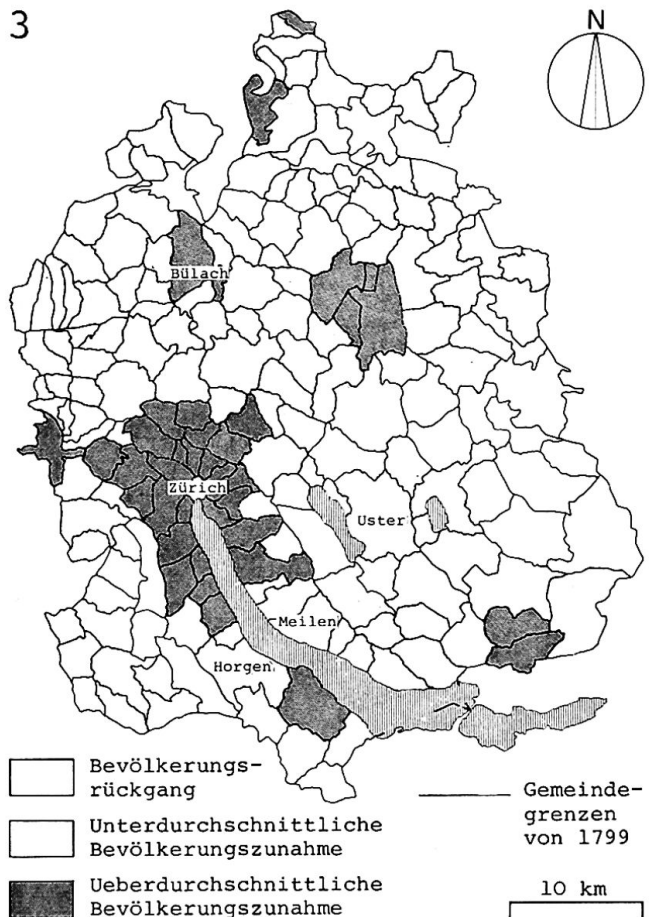 3
N
Bülach
Zürich
Uster
Meilen
Horgen
Bevölkerungs-
rückgang
Unterdurchschnittliche
Bevölkerungszunahme
Ueberdurchschnittliche
Bevölkerungszunahme
Gemeinde-
grenzen
von 1799
10 km